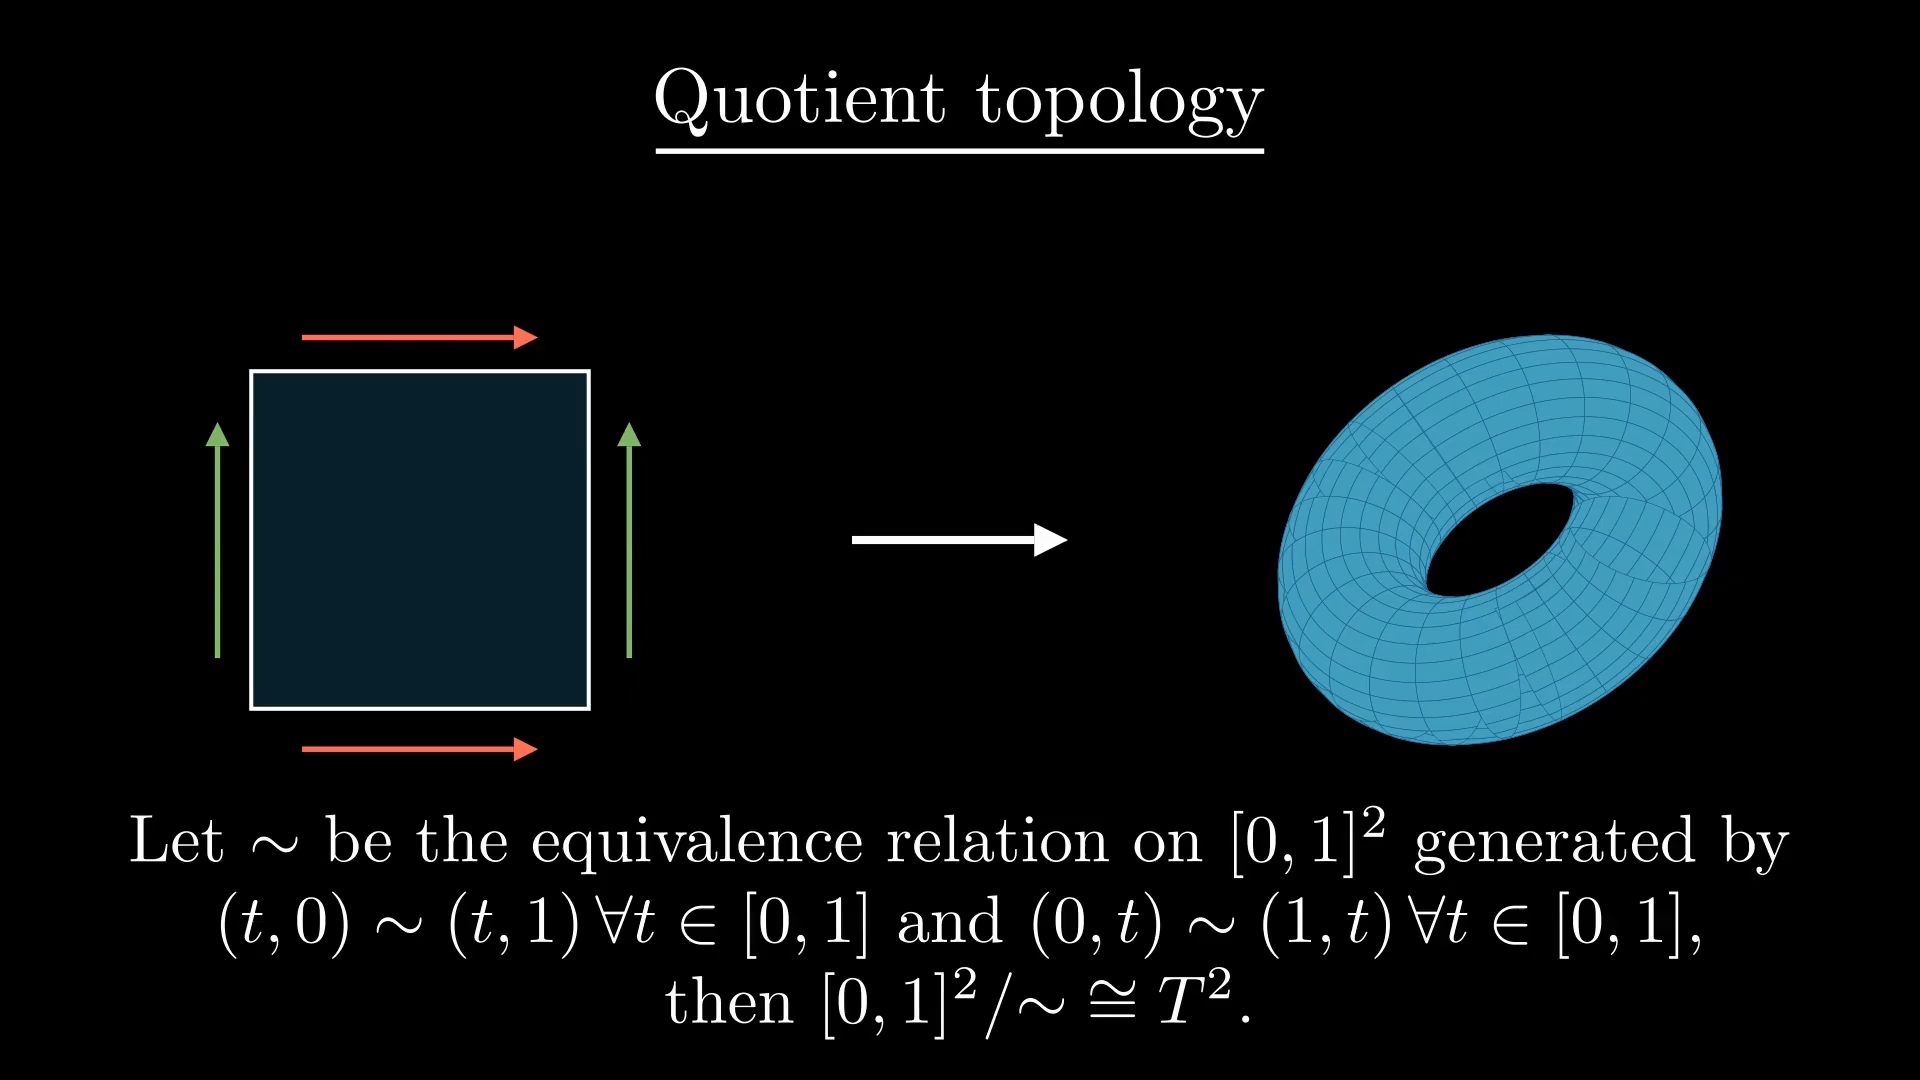 Quotient topology
Let ∼ be the equivalence relation on [0, 1]² generated by
(t, 0) ∼ (t, 1) ∀t ∈ [0, 1] and (0, t) ∼ (1, t) ∀t ∈ [0, 1],
then [0, 1]²/∼ ≅ T².